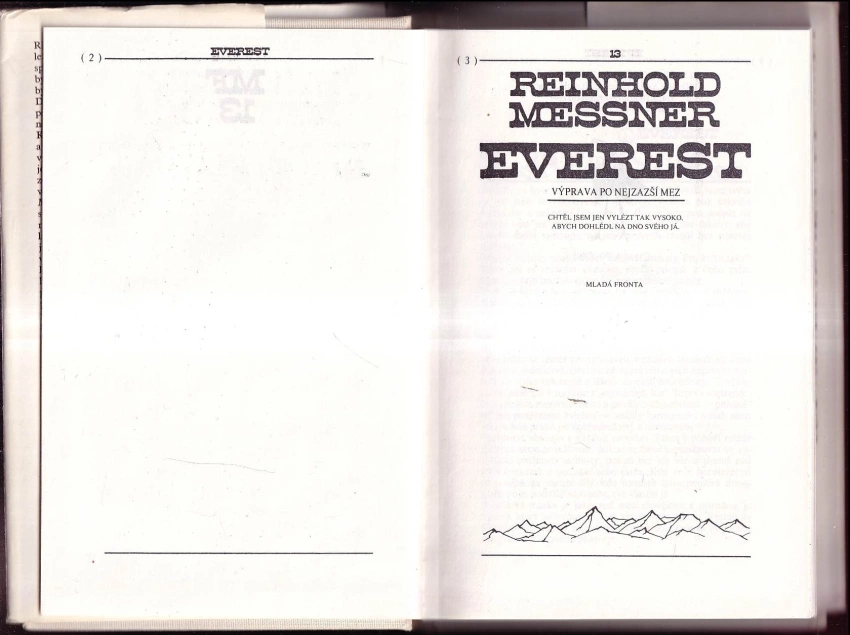 EVEREST
( 2 )
13
( 3 )
REINHOLD
MESSNER
EVEREST
VÝPRAVA PO NEJZAZŠÍ MEZ
CHTĚL JSEM JEN VYLÉZT TAK VYSOKO,
ABYCH DOHLÉDL NA DNO SVÉHO JÁ.
MLADÁ FRONTA